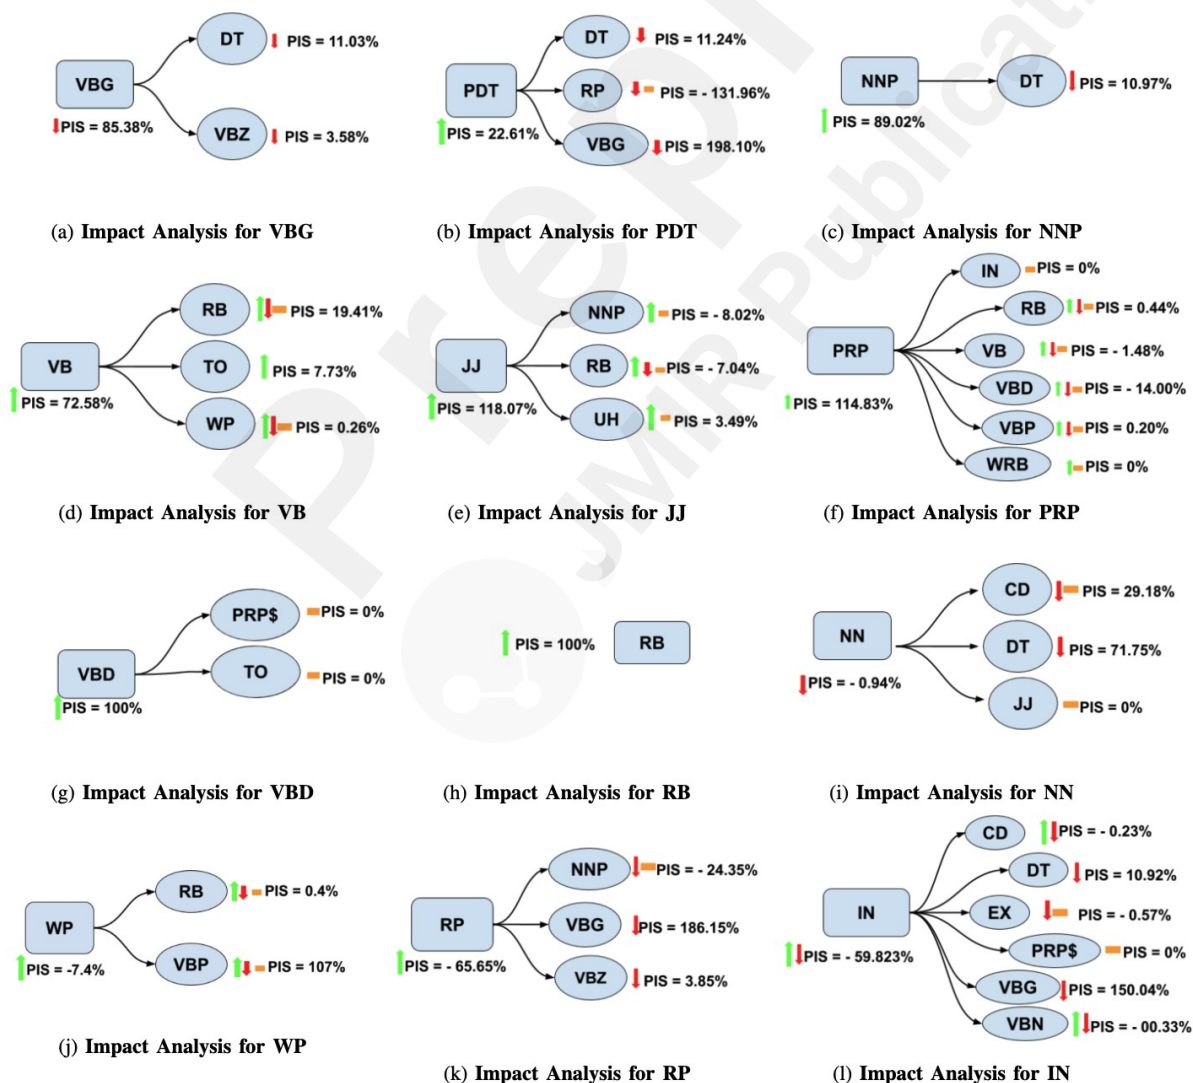 VBG
PIS = 85.38%
DT
PIS = 11.03%
VBZ
PIS = 3.58%
(a) Impact Analysis for VBG
PDT
PIS = 22.61%
DT
PIS = 11.24%
RP
PIS = - 131.96%
VBG
PIS = 198.10%
(b) Impact Analysis for PDT
NNP
PIS = 89.02%
DT
PIS = 10.97%
(c) Impact Analysis for NNP
VB
PIS = 72.58%
RB
PIS = 19.41%
TO
PIS = 7.73%
WP
PIS = 0.26%
(d) Impact Analysis for VB
JJ
PIS = 118.07%
NNP
PIS = - 8.02%
RB
PIS = - 7.04%
UH
PIS = 3.49%
(e) Impact Analysis for JJ
PRP
PIS = 114.83%
IN
PIS = 0%
RB
PIS = 0.44%
VB
PIS = - 1.48%
VBD
PIS = - 14.00%
VBP
PIS = 0.20%
WRB
PIS = 0%
(f) Impact Analysis for PRP
VBD
PIS = 100%
PRP$
PIS = 0%
TO
PIS = 0%
(g) Impact Analysis for VBD
PIS = 100%
RB
(h) Impact Analysis for RB
NN
PIS = - 0.94%
CD
PIS = 29.18%
DT
PIS = 71.75%
JJ
PIS = 0%
(i) Impact Analysis for NN
WP
PIS = -7.4%
RB
PIS = 0.4%
VBP
PIS = 107%
(j) Impact Analysis for WP
RP
PIS = - 65.65%
NNP
PIS = - 24.35%
VBG
PIS = 186.15%
VBZ
PIS = 3.85%
(k) Impact Analysis for RP
IN
PIS = - 59.823%
CD
PIS = - 0.23%
DT
PIS = 10.92%
EX
PIS = - 0.57%
PRP$
PIS = 0%
VBG
PIS = 150.04%
VBN
PIS = - 00.33%
(l) Impact Analysis for IN
JMIR